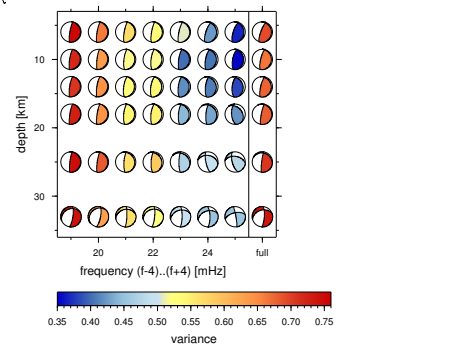 depth [km]
10
20
30
20 22 24 full
frequency (f-4)..(f+4) [mHz]
0.35 0.40 0.45 0.50 0.55 0.60 0.65 0.70 0.75
variance